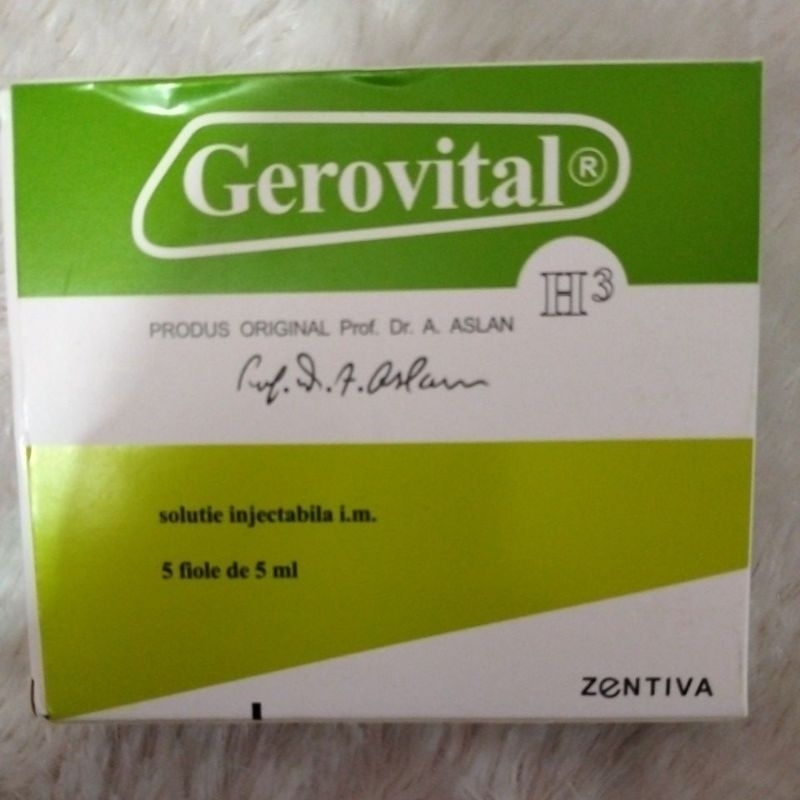 Gerovital®
H3
PRODUS ORIGINAL Prof. Dr. A. ASLAN
Prof. Dr. A. Aslan
solutie injectabila i.m.
5 fiole de 5 ml
ZENTIVA